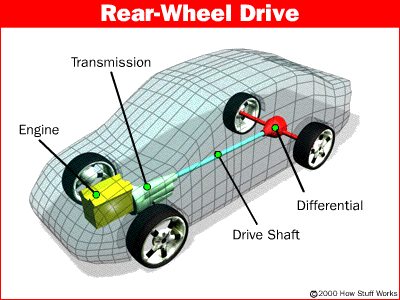 Rear-Wheel Drive
Transmission
Engine
Differential
Drive Shaft
©2000 How Stuff Works